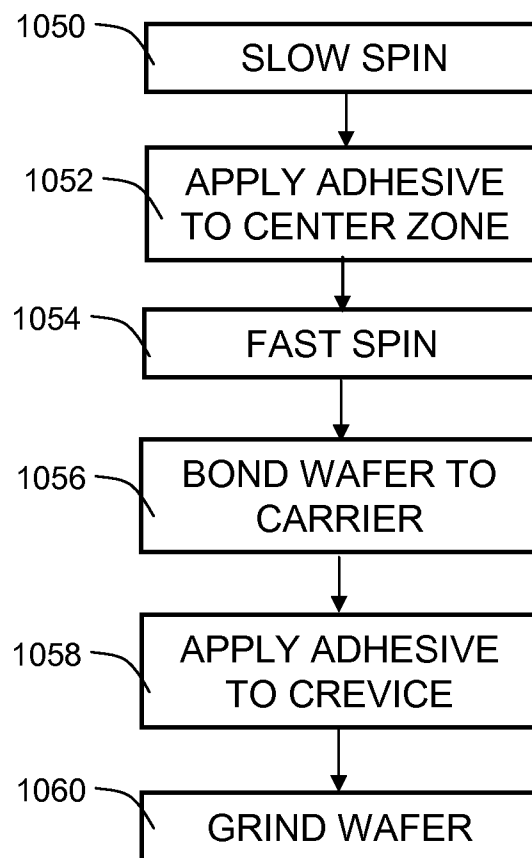 1050
SLOW SPIN
1052
APPLY ADHESIVE
TO CENTER ZONE
1054
FAST SPIN
1056
BOND WAFER TO
CARRIER
1058
APPLY ADHESIVE
TO CREVICE
1060
GRIND WAFER